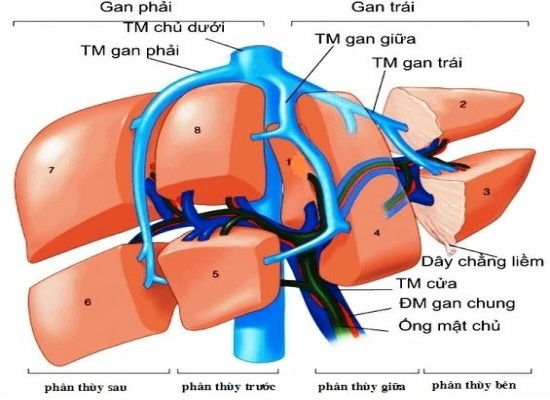 Gan phải
Gan trái
TM chủ dưới
TM gan phải
TM gan giữa
TM gan trái
2
8
7
1
3
4
Dây chằng liềm
5
6
TM cửa
ĐM gan chung
Ống mật chủ
phân thùy sau
phân thùy trước
phân thùy giữa
phân thùy bên